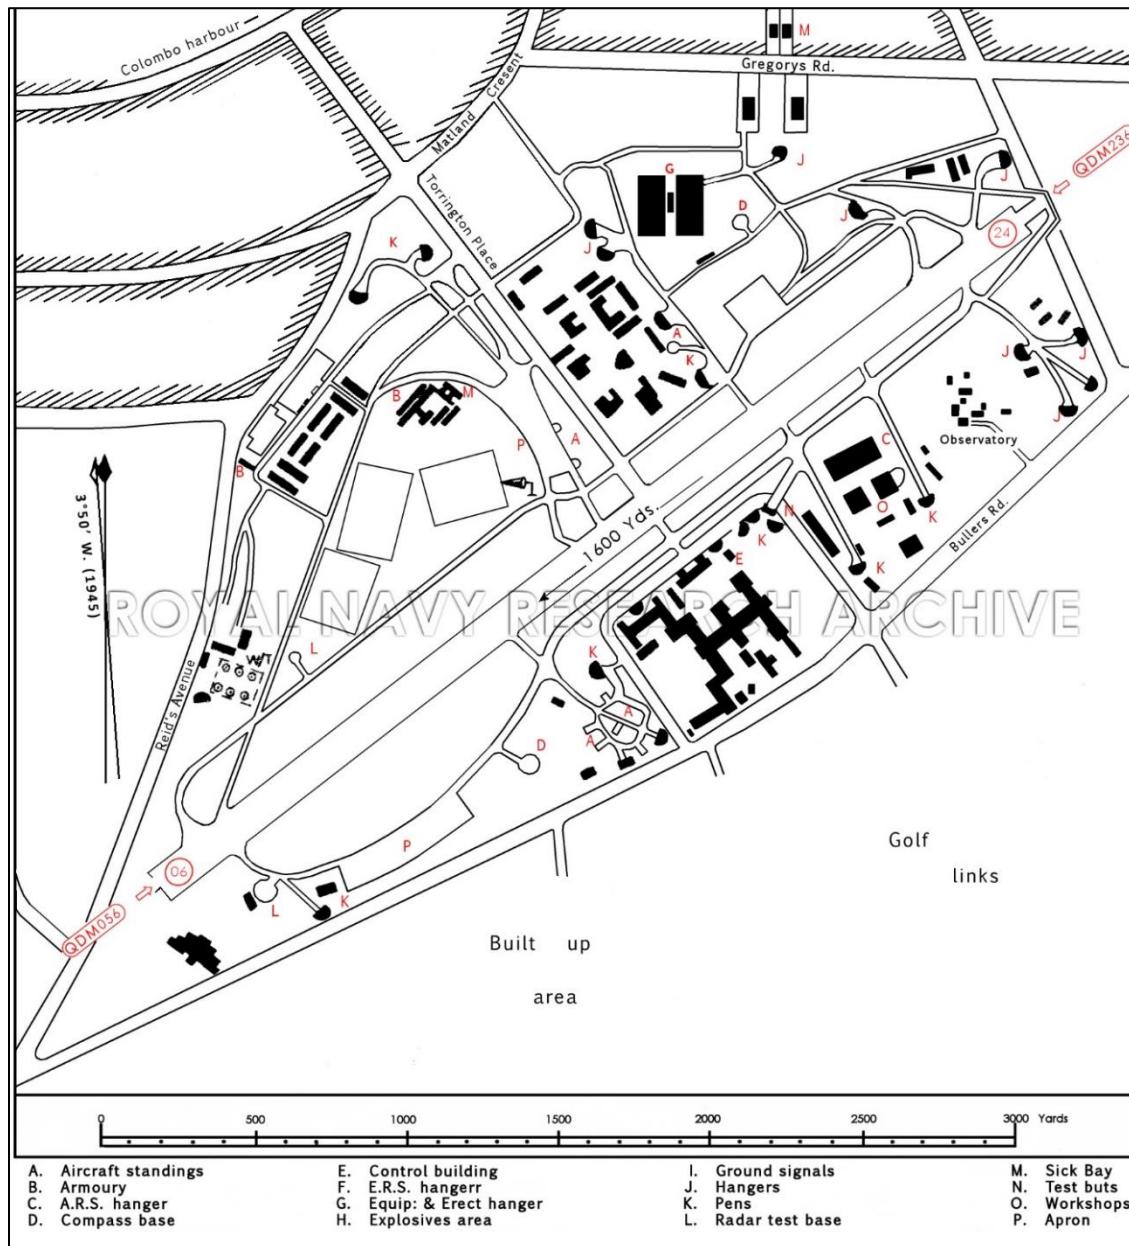 Colombo harbour
M
Gregorys Rd.
Matland Cresent
QDM236
J
G
J
Torrington Place
D
J
24
K
J
A
K
J
J
B
M
J
P
A
C
Observatory
B
O
K
N
3°50' W. (1945)
1600 Yds.
K
E
K
Bullers Rd.
ROYAL NAVY RESEARCH ARCHIVE
L
K
Reid's Avenue
A
A
D
P
Golf
links
06
K
L
QDM056
Built up
area
0 500 1000 1500 2000 2500 3000 Yards
A. Aircraft standings
B. Armoury
C. A.R.S. hanger
D. Compass base
E. Control building
F. E.R.S. hangerr
G. Equip: & Erect hanger
H. Explosives area
I. Ground signals
J. Hangers
K. Pens
L. Radar test base
M. Sick Bay
N. Test buts
O. Workshops
P. Apron